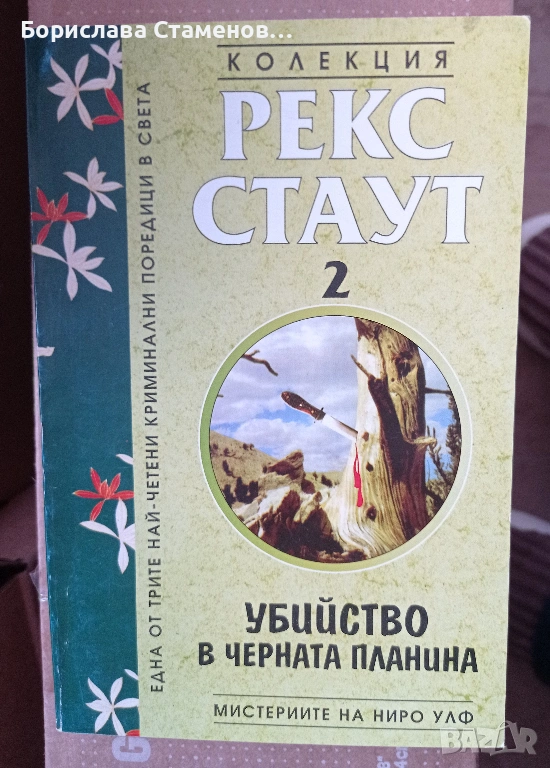 Борислава Стаменов...
КОЛЕКЦИЯ
РЕКС
СТАУТ
2
ЕДНА ОТ ТРИТЕ НАЙ-ЧЕТЕНИ КРИМИНАЛНИ ПОРЕДИЦИ В СВЕТА
УБИЙСТВО
В ЧЕРНАТА ПЛАНИНА
МИСТЕРИИТЕ НА НИРО УЛФ
BAZAR